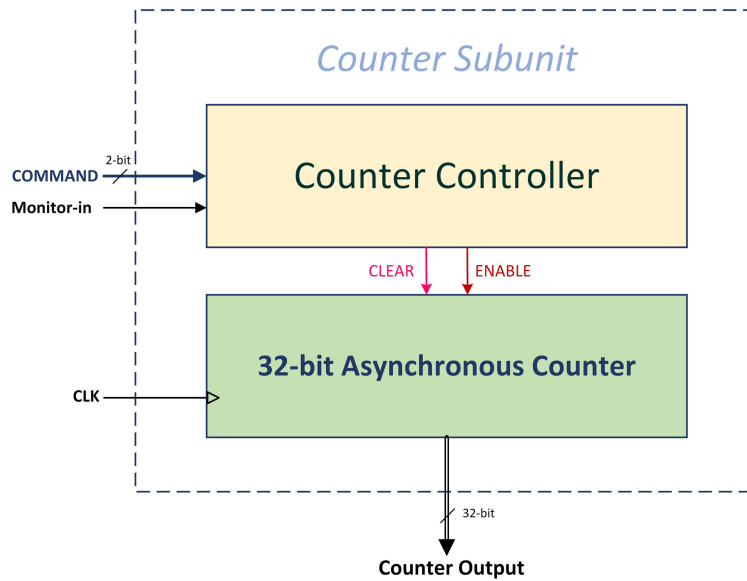 Counter Subunit
2-bit
COMMAND
Counter Controller
Monitor-in
CLEAR
ENABLE
32-bit Asynchronous Counter
CLK
32-bit
Counter Output